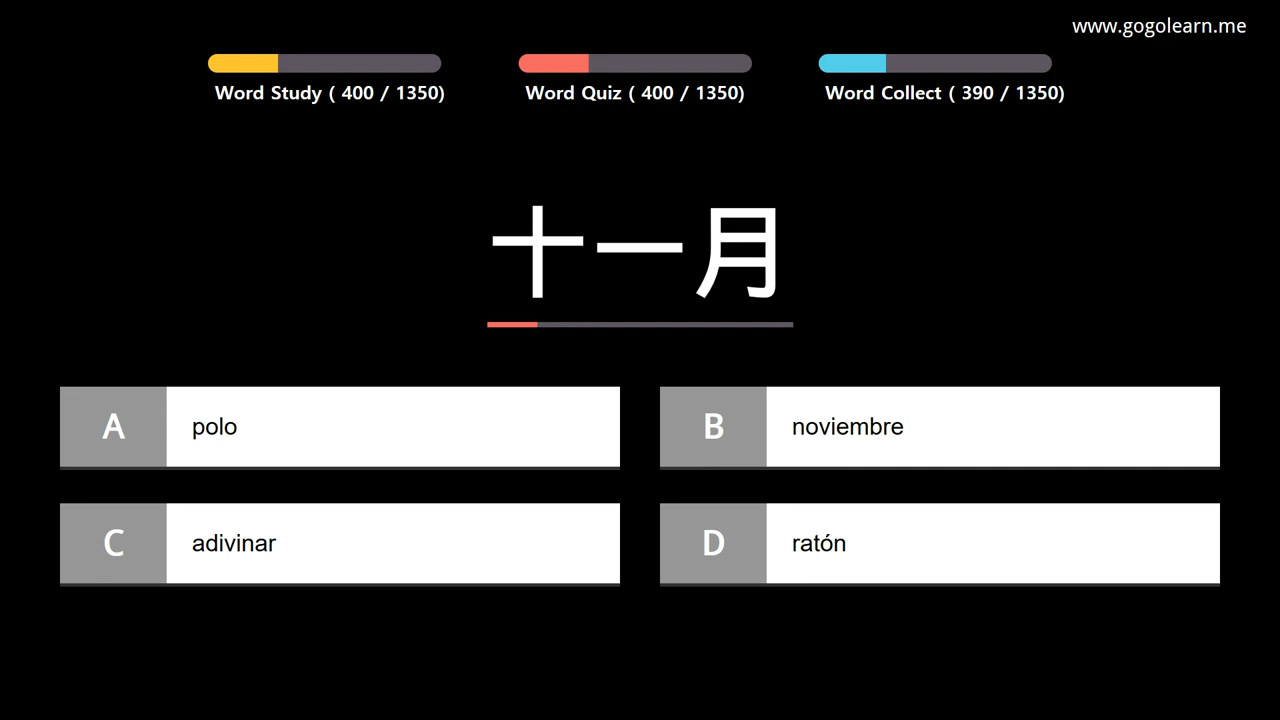 www.gogolearn.me
Word Study ( 400 / 1350)
Word Quiz ( 400 / 1350)
Word Collect ( 390 / 1350)
十一月
A polo
B noviembre
C adivinar
D ratón